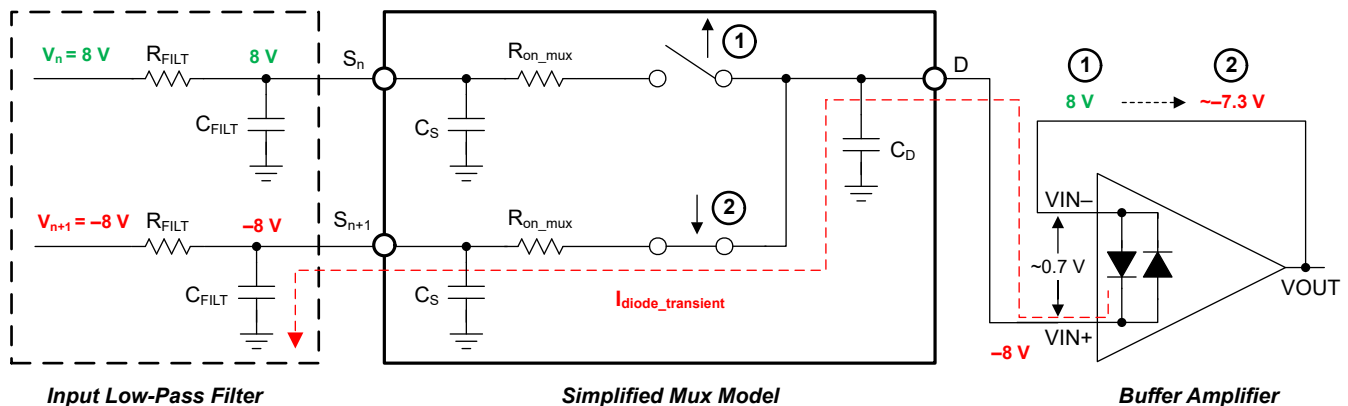 Vn = 8 V
RFILT
8 V
Sn
Ron_mux
1
D
1
2
8 V
~–7.3 V
CFILT
CS
CD
Vn+1 = –8 V
RFILT
–8 V
Sn+1
Ron_mux
2
VIN–
~0.7 V
CFILT
CS
Idiode_transient
VOUT
VIN+
–8 V
Input Low-Pass Filter
Simplified Mux Model
Buffer Amplifier